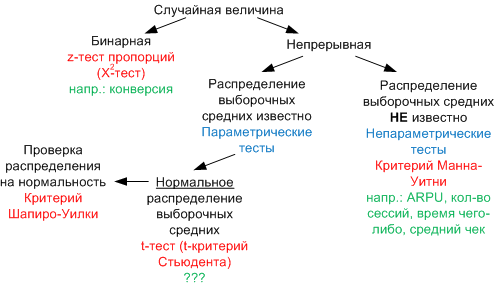 Случайная величина
Бинарная
z-тест пропорций
(X²-тест)
напр.: конверсия
Непрерывная
Распределение
выборочных
средних известно
Параметрические
тесты
Распределение
выборочных средних
НЕ известно
Непараметрические
тесты
Критерий Манна-
Уитни
напр.: ARPU, кол-во
сессий, время чего-
либо, средний чек
Проверка
распределения
на нормальность
Критерий
Шапиро-Уилки
Нормальное
распределение
выборочных
средних
t-тест (t-критерий
Стьюдента)
???